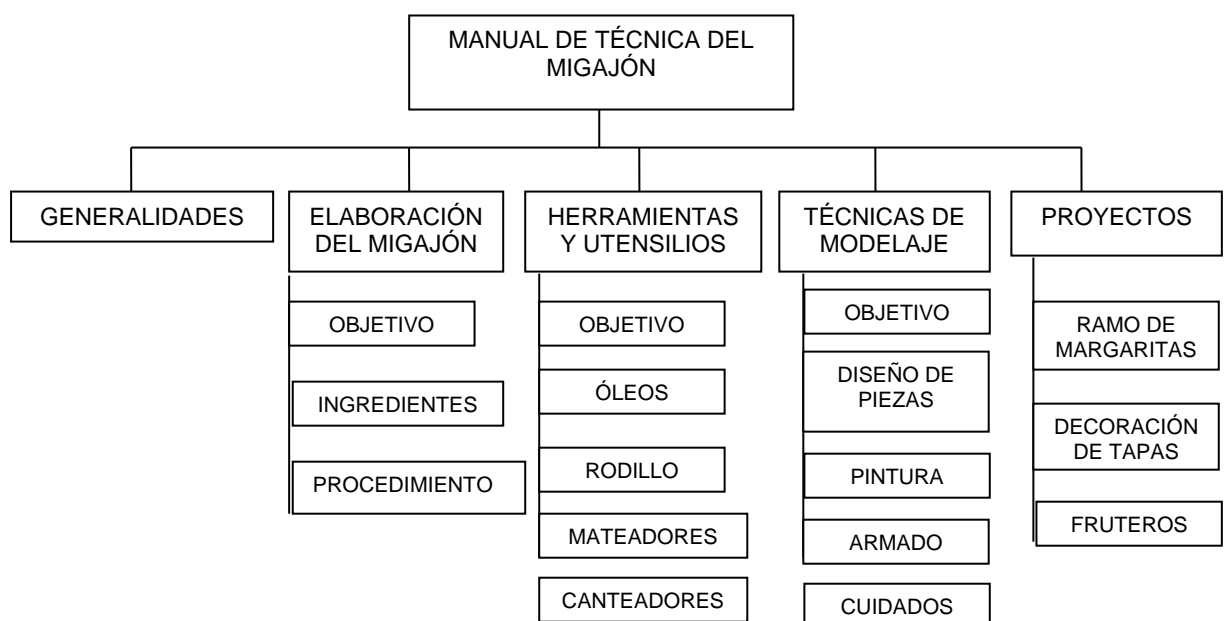 MANUAL DE TÉCNICA DEL
MIGAJÓN
GENERALIDADES
ELABORACIÓN
DEL MIGAJÓN
HERRAMIENTAS
Y UTENSILIOS
TÉCNICAS DE
MODELAJE
PROYECTOS
OBJETIVO
INGREDIENTES
PROCEDIMIENTO
OBJETIVO
ÓLEOS
RODILLO
MATEADORES
CANTEADORES
OBJETIVO
DISEÑO DE
PIEZAS
PINTURA
ARMADO
CUIDADOS
RAMO DE
MARGARITAS
DECORACIÓN
DE TAPAS
FRUTEROS